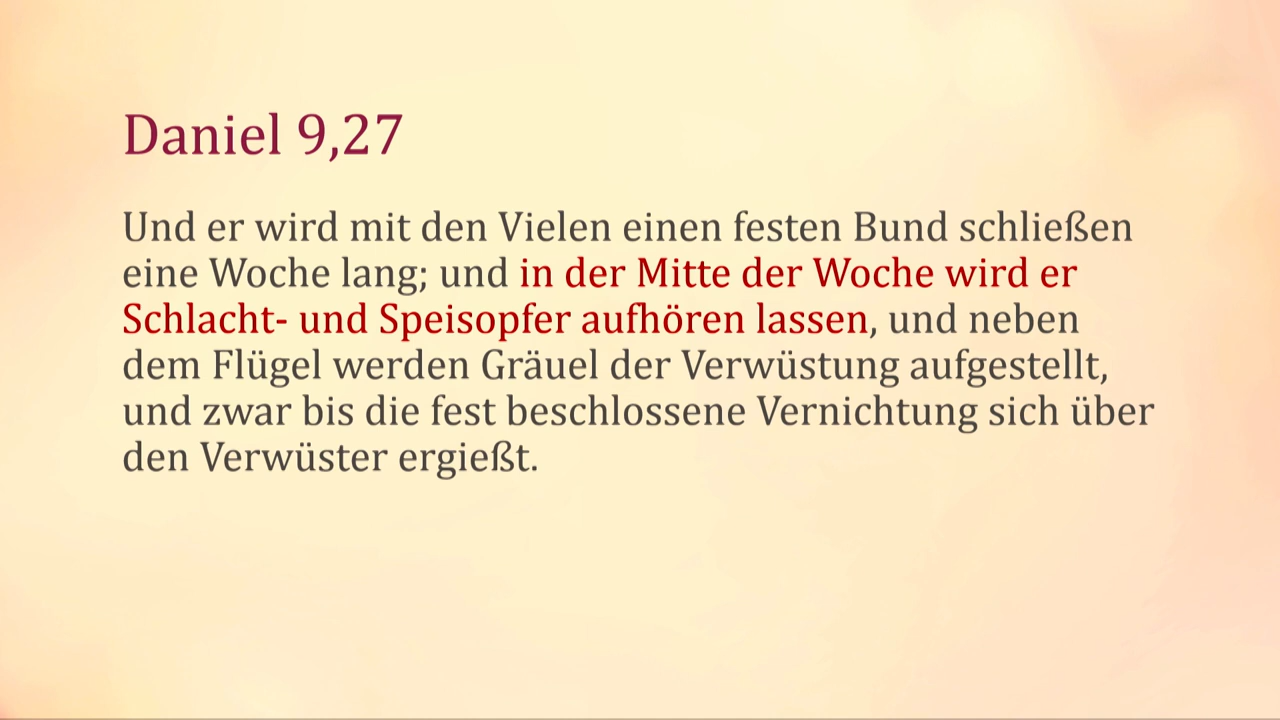 Daniel 9,27
Und er wird mit den Vielen einen festen Bund schließen
eine Woche lang; und in der Mitte der Woche wird er
Schlacht- und Speisopfer aufhören lassen, und neben
dem Flügel werden Gräuel der Verwüstung aufgestellt,
und zwar bis die fest beschlossene Vernichtung sich über
den Verwüster ergießt.